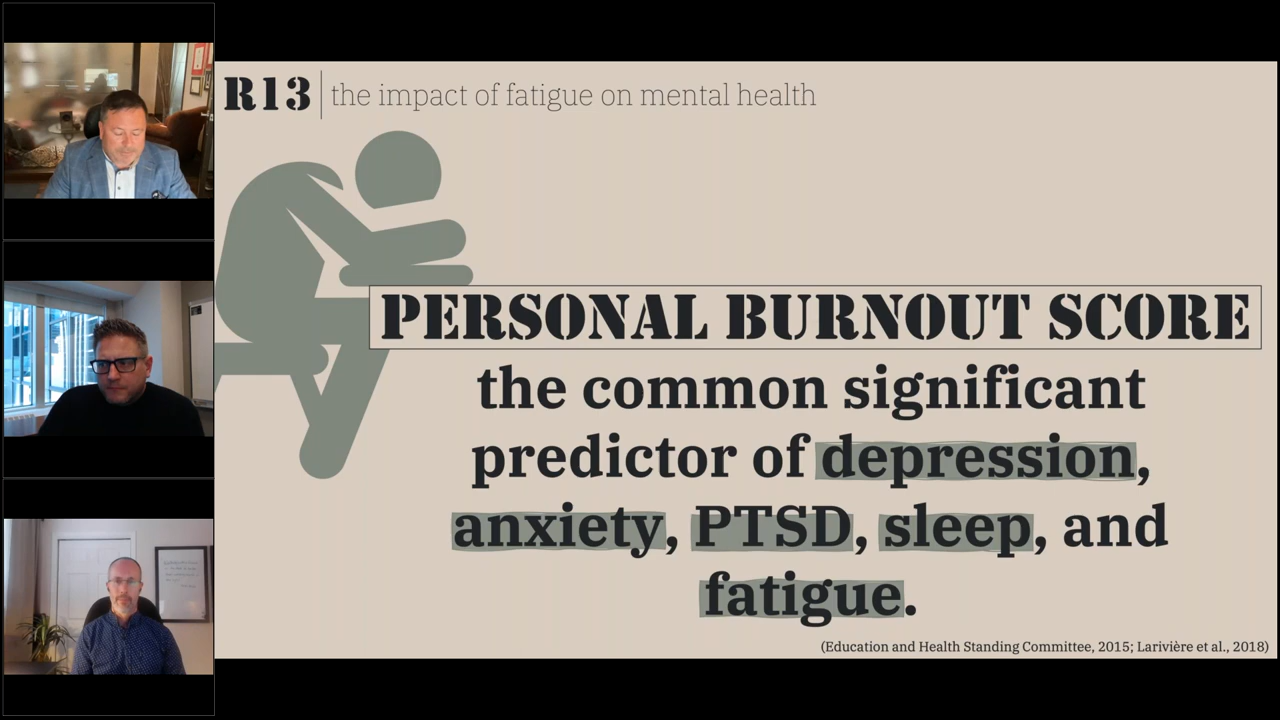 R13 the impact of fatigue on mental health
PERSONAL BURNOUT SCORE
the common significant
predictor of depression,
anxiety, PTSD, sleep, and
fatigue.
(Education and Health Standing Committee, 2015; Larivière et al., 2018)